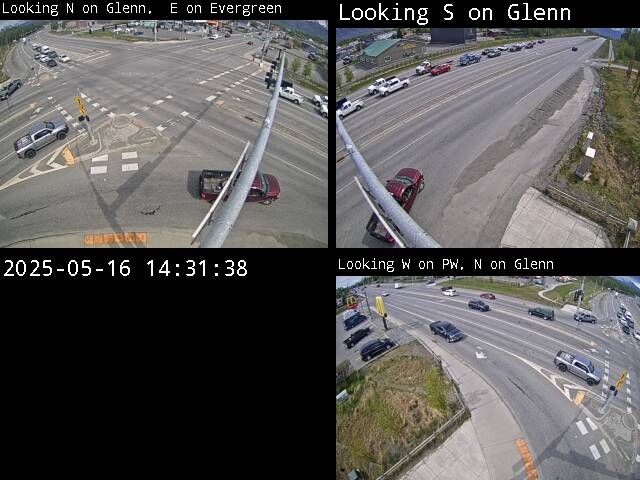 Looking N on Glenn,  E on Evergreen
Looking S on Glenn
2025-05-16 14:31:38
Looking W on PW, N on Glenn